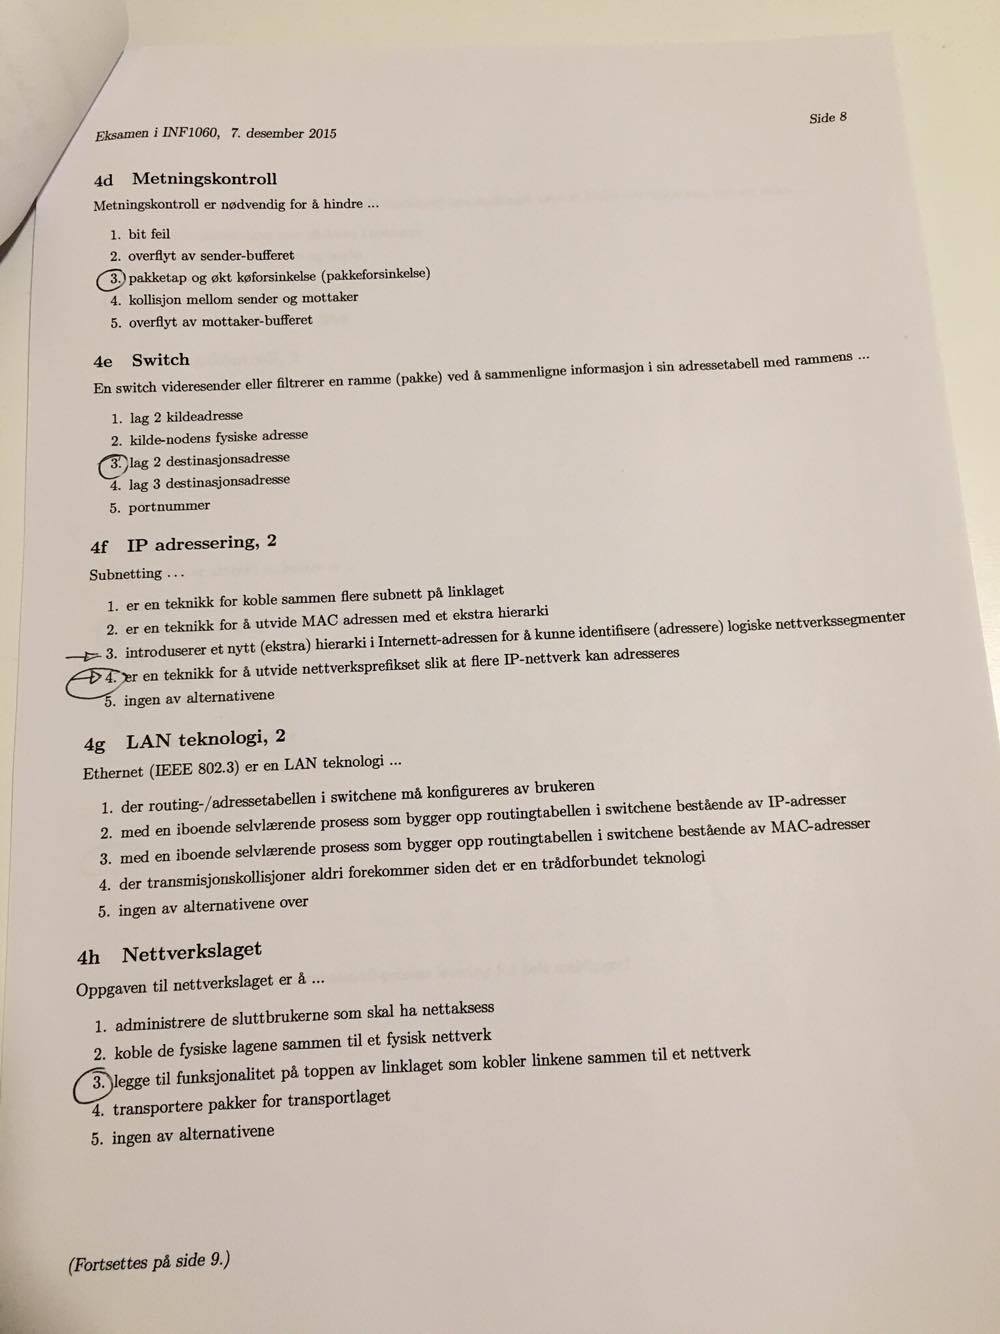 Eksamen i INF1060, 7. desember 2015
Side 8
4d Metningskontroll
Metningskontroll er nødvendig for å hindre ...
1. bit feil
2. overflyt av sender-bufferet
3. pakketap og økt køforsinkelse (pakkeforsinkelse)
4. kollisjon mellom sender og mottaker
5. overflyt av mottaker-bufferet
4e Switch
En switch videresender eller filtrerer en ramme (pakke) ved å sammenligne informasjon i sin adressetabell med rammens ...
1. lag 2 kildeadresse
2. kilde-nodens fysiske adresse
3. lag 2 destinasjonsadresse
4. lag 3 destinasjonsadresse
5. portnummer
4f IP adressering, 2
Subnetting ...
1. er en teknikk for koble sammen flere subnett på linklaget
2. er en teknikk for å utvide MAC adressen med et ekstra hierarki
3. introduserer et nytt (ekstra) hierarki i Internett-adressen for å kunne identifisere (adressere) logiske nettverkssegmenter
4. er en teknikk for å utvide nettverksprefikset slik at flere IP-nettverk kan adresseres
5. ingen av alternativene
4g LAN teknologi, 2
Ethernet (IEEE 802.3) er en LAN teknologi ...
1. der routing-/adressetabellen i switchene må konfigureres av brukeren
2. med en iboende selvlærende prosess som bygger opp routingtabellen i switchene bestående av IP-adresser
3. med en iboende selvlærende prosess som bygger opp routingtabellen i switchene bestående av MAC-adresser
4. der transmisjonskollisjoner aldri forekommer siden det er en trådforbundet teknologi
5. ingen av alternativene over
4h Nettverkslaget
Oppgaven til nettverkslaget er å ...
1. administrere de sluttbrukerne som skal ha nettaksess
2. koble de fysiske lagene sammen til et fysisk nettverk
3. legge til funksjonalitet på toppen av linklaget som kobler linkene sammen til et nettverk
4. transportere pakker for transportlaget
5. ingen av alternativene
(Fortsettes på side 9.)